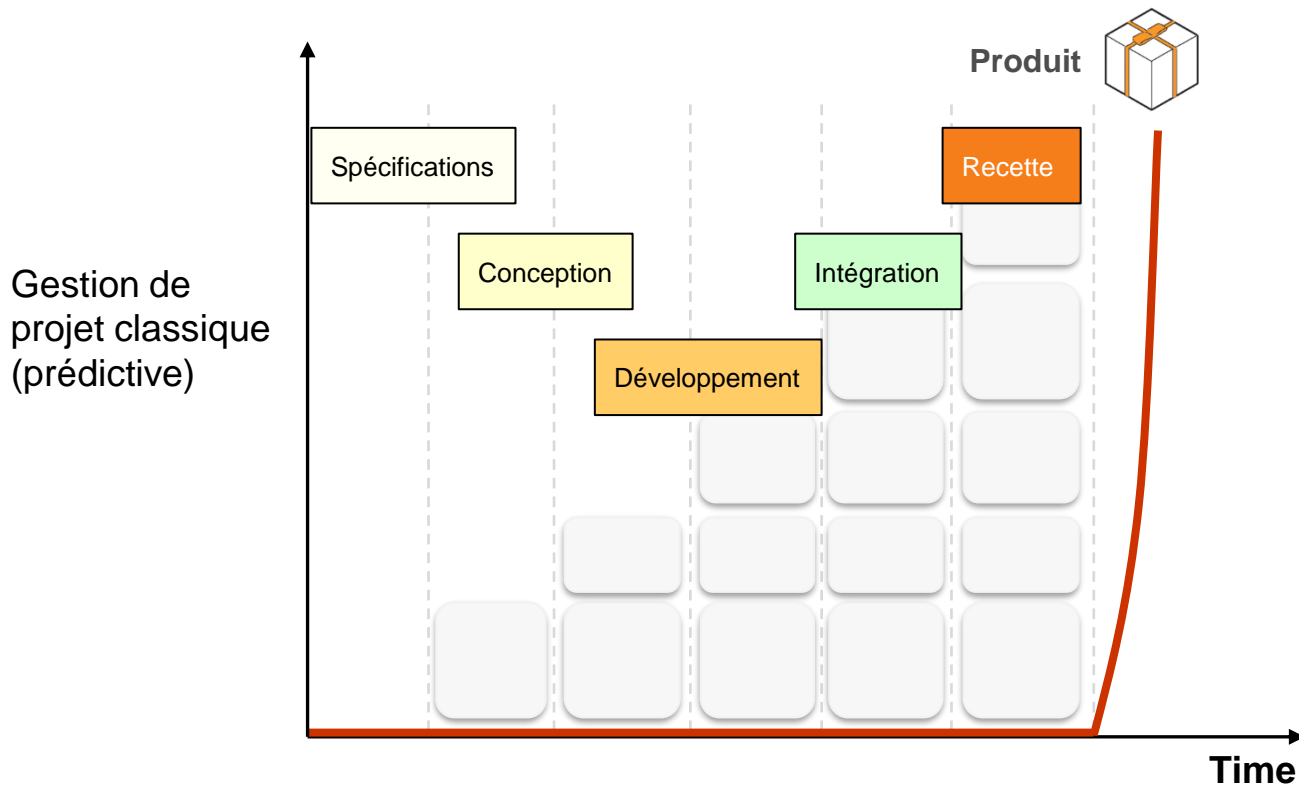 Produit
Spécifications
Recette
Conception
Intégration
Gestion de
projet classique
(prédictive)
Développement
Time